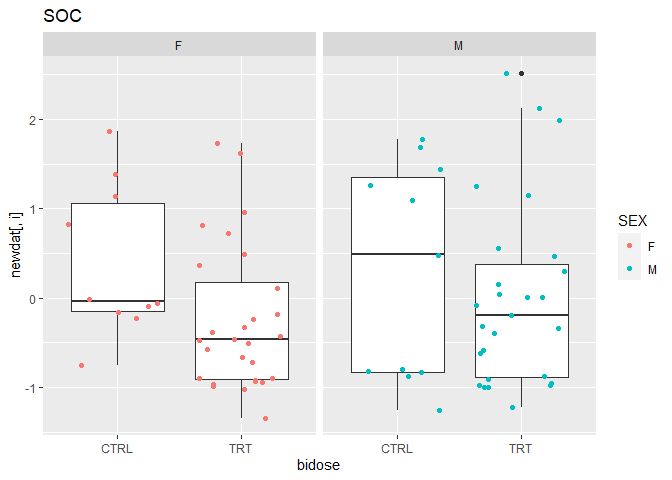 SOC
F
M
newdat[, i]
2
1
0
-1
CTRL
TRT
CTRL
TRT
bidose
SEX
F
M